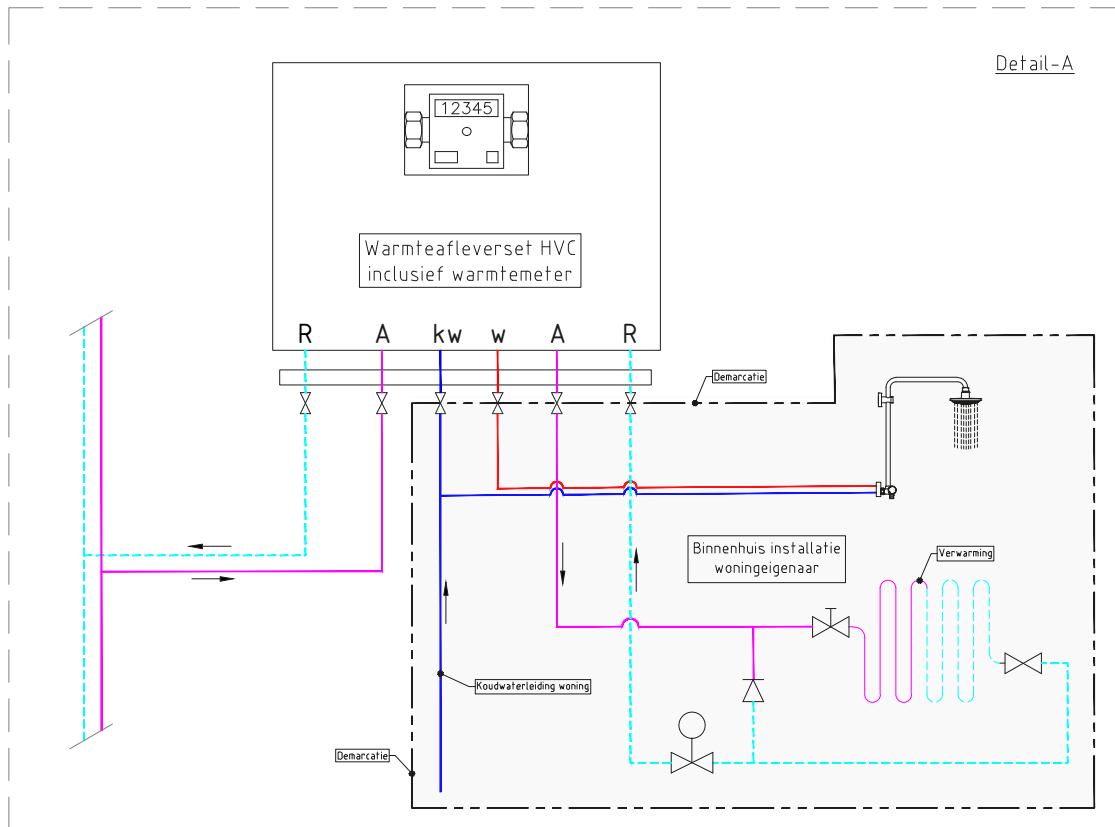 Detail-A
12345
Warmteafleverset HVC
inclusief warmtemeter
R A kw w A R
Demarcatie
Binnenhuis installatie
woningeigenaar
Verwarming
Koudwaterleiding woning
Demarcatie